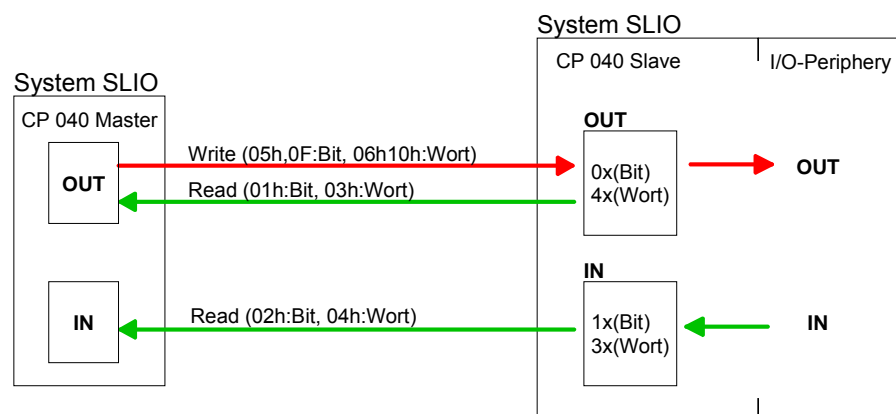 System SLIO
CP 040 Slave
I/O-Periphery
System SLIO
CP 040 Master
OUT
Write (05h,0F:Bit, 06h10h:Wort)
Read (01h:Bit, 03h:Wort)
OUT
0x(Bit)
4x(Wort)
OUT
IN
Read (02h:Bit, 04h:Wort)
IN
1x(Bit)
3x(Wort)
IN